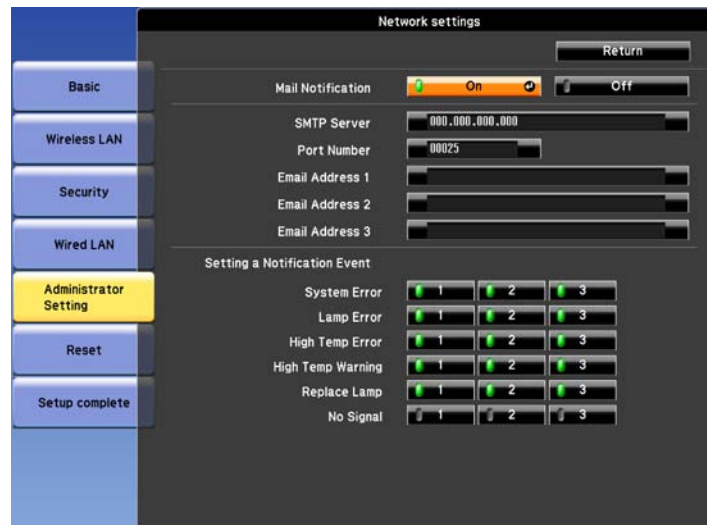 Network settings
Return
Basic
Wireless LAN
Security
Wired LAN
Administrator
Setting
Reset
Setup complete
Mail Notification On Off
SMTP Server 000.000.000.000
Port Number 00025
Email Address 1
Email Address 2
Email Address 3
Setting a Notification Event
System Error 1 2 3
Lamp Error 1 2 3
High Temp Error 1 2 3
High Temp Warning 1 2 3
Replace Lamp 1 2 3
No Signal 1 2 3